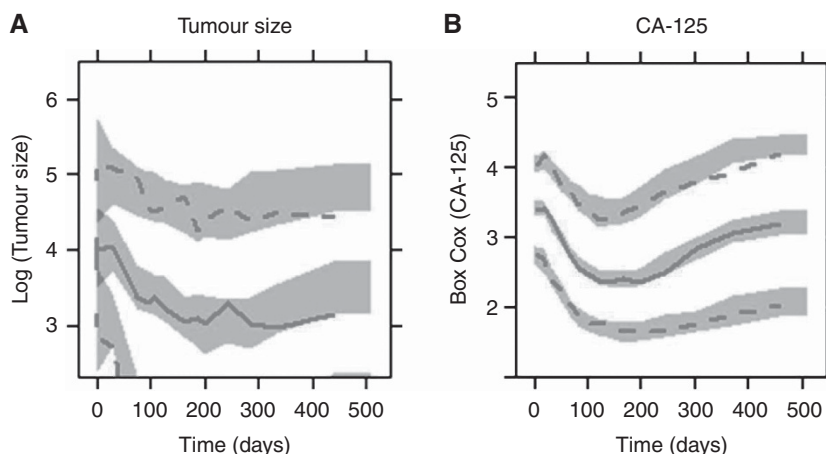 A
Tumour size
Log (Tumour size)
6
5
4
3
0 100 200 300 400 500
Time (days)
B
CA-125
Box Cox (CA-125)
5
4
3
2
0 100 200 300 400 500
Time (days)